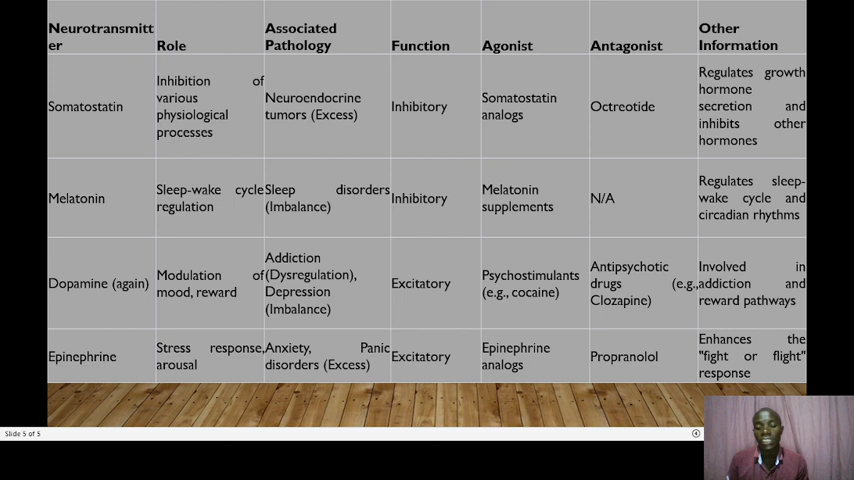 Neurotransmitt
er
Role
Associated
Pathology
Function
Agonist
Antagonist
Other
Information
Somatostatin
Inhibition of
various
physiological
processes
Neuroendocrine
tumors (Excess)
Inhibitory
Somatostatin
analogs
Octreotide
Regulates growth
hormone
secretion and
inhibits other
hormones
Melatonin
Sleep-wake cycle
regulation
Sleep disorders
(Imbalance)
Inhibitory
Melatonin
supplements
N/A
Regulates sleep-
wake cycle and
circadian rhythms
Dopamine (again)
Modulation of
mood, reward
Addiction
(Dysregulation),
Depression
(Imbalance)
Excitatory
Psychostimulants
(e.g., cocaine)
Antipsychotic
drugs (e.g.,
Clozapine)
Involved in
addiction and
reward pathways
Epinephrine
Stress response,
arousal
Anxiety, Panic
disorders (Excess)
Excitatory
Epinephrine
analogs
Propranolol
Enhances the
"fight or flight"
response
Slide 5 of 5